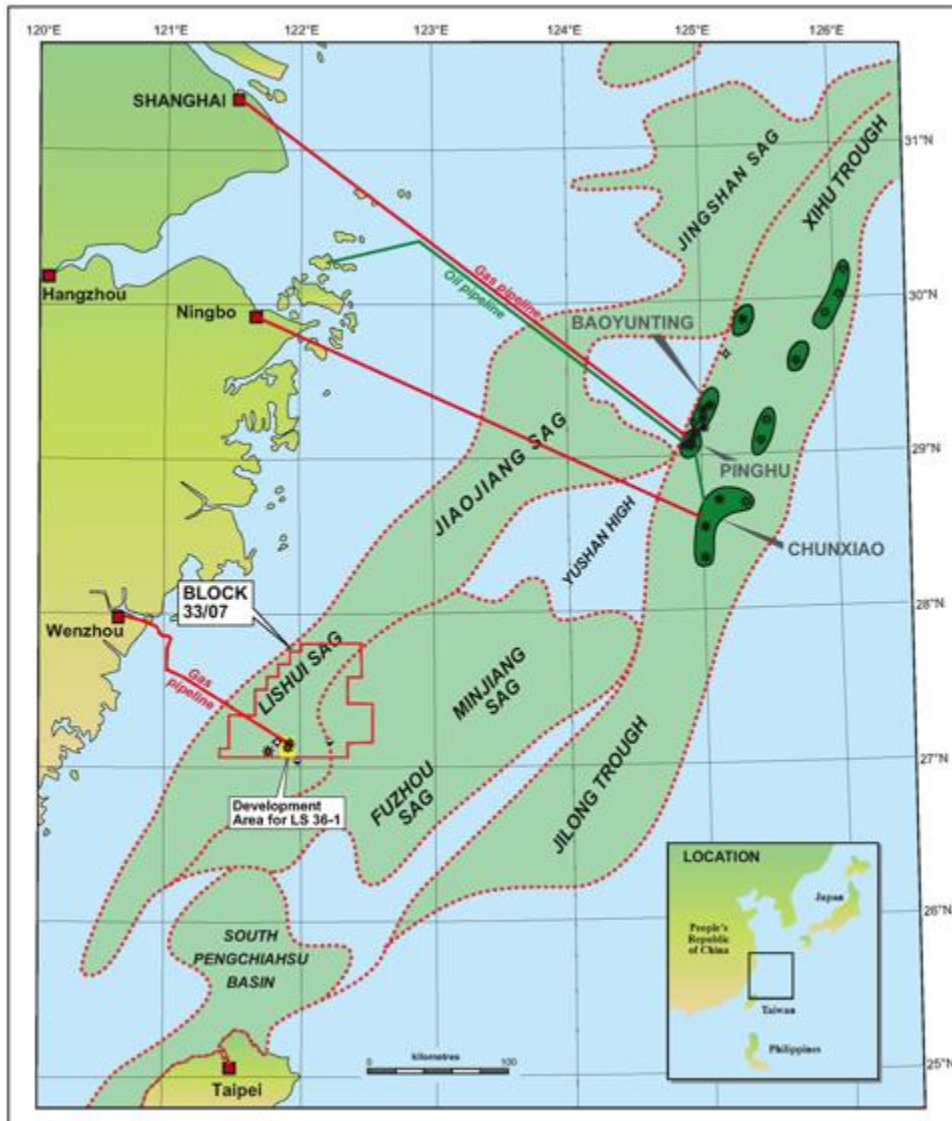 120°E
121°E
122°E
123°E
124°E
125°E
126°E
SHANGHAI
31°N
JINGSHAN SAG
XIHU TROUGH
Hangzhou
Gas pipeline
Oil pipeline
30°N
Ningbo
BAOYUNTING
29°N
PINGHU
JIAOJIANG SAG
CHUNXIAO
YUSHAN HIGH
BLOCK
33/07
28°N
Wenzhou
LISHUI SAG
Gas
pipeline
MINJIANG
SAG
27°N
Development
Area for LS 36-1
FUZHOU
SAG
JILONG TROUGH
LOCATION
Japan
People's
Republic
of China
Taiwan
Philippines
26°N
SOUTH
PENGCHIAHSU
BASIN
kilometres
0
100
25°N
Taipei